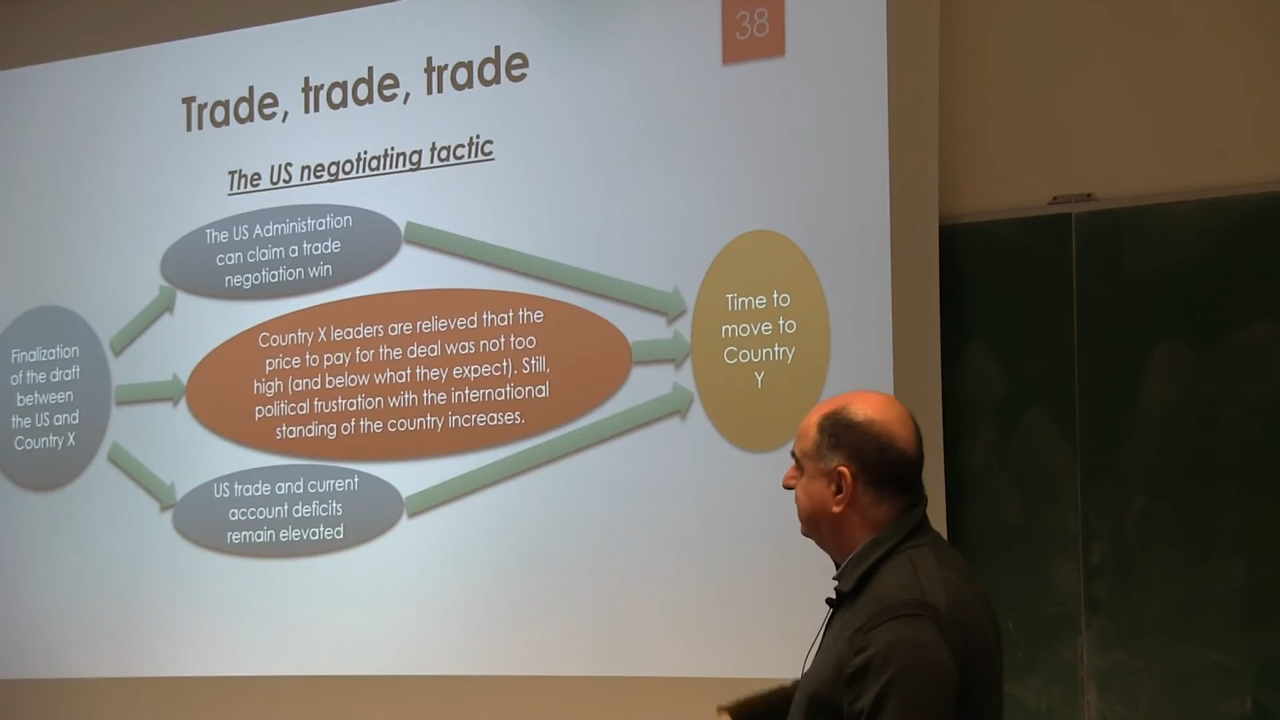 38
Trade, trade, trade
The US negotiating tactic
The US Administration
can claim a trade
negotiation win
Finalization
of the draft
between
the US and
Country X
Country X leaders are relieved that the
price to pay for the deal was not too
high (and below what they expect). Still,
political frustration with the international
standing of the country increases.
US trade and current
account deficits
remain elevated
Time to
move to
Country
Y